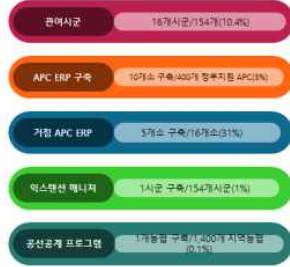 관여시군
16개시군/154개(10.4%)
APC ERP 구축
10개소 구축/400개 정부지원 APC(3%)
거점 APC ERP
5개소 구축/16개소(31%)
익스텐션 매니저
1시군 구축/154개시군(1%)
공선공계 프로그램
1개농협 구축/1,400개 지역농협
(0.1%)